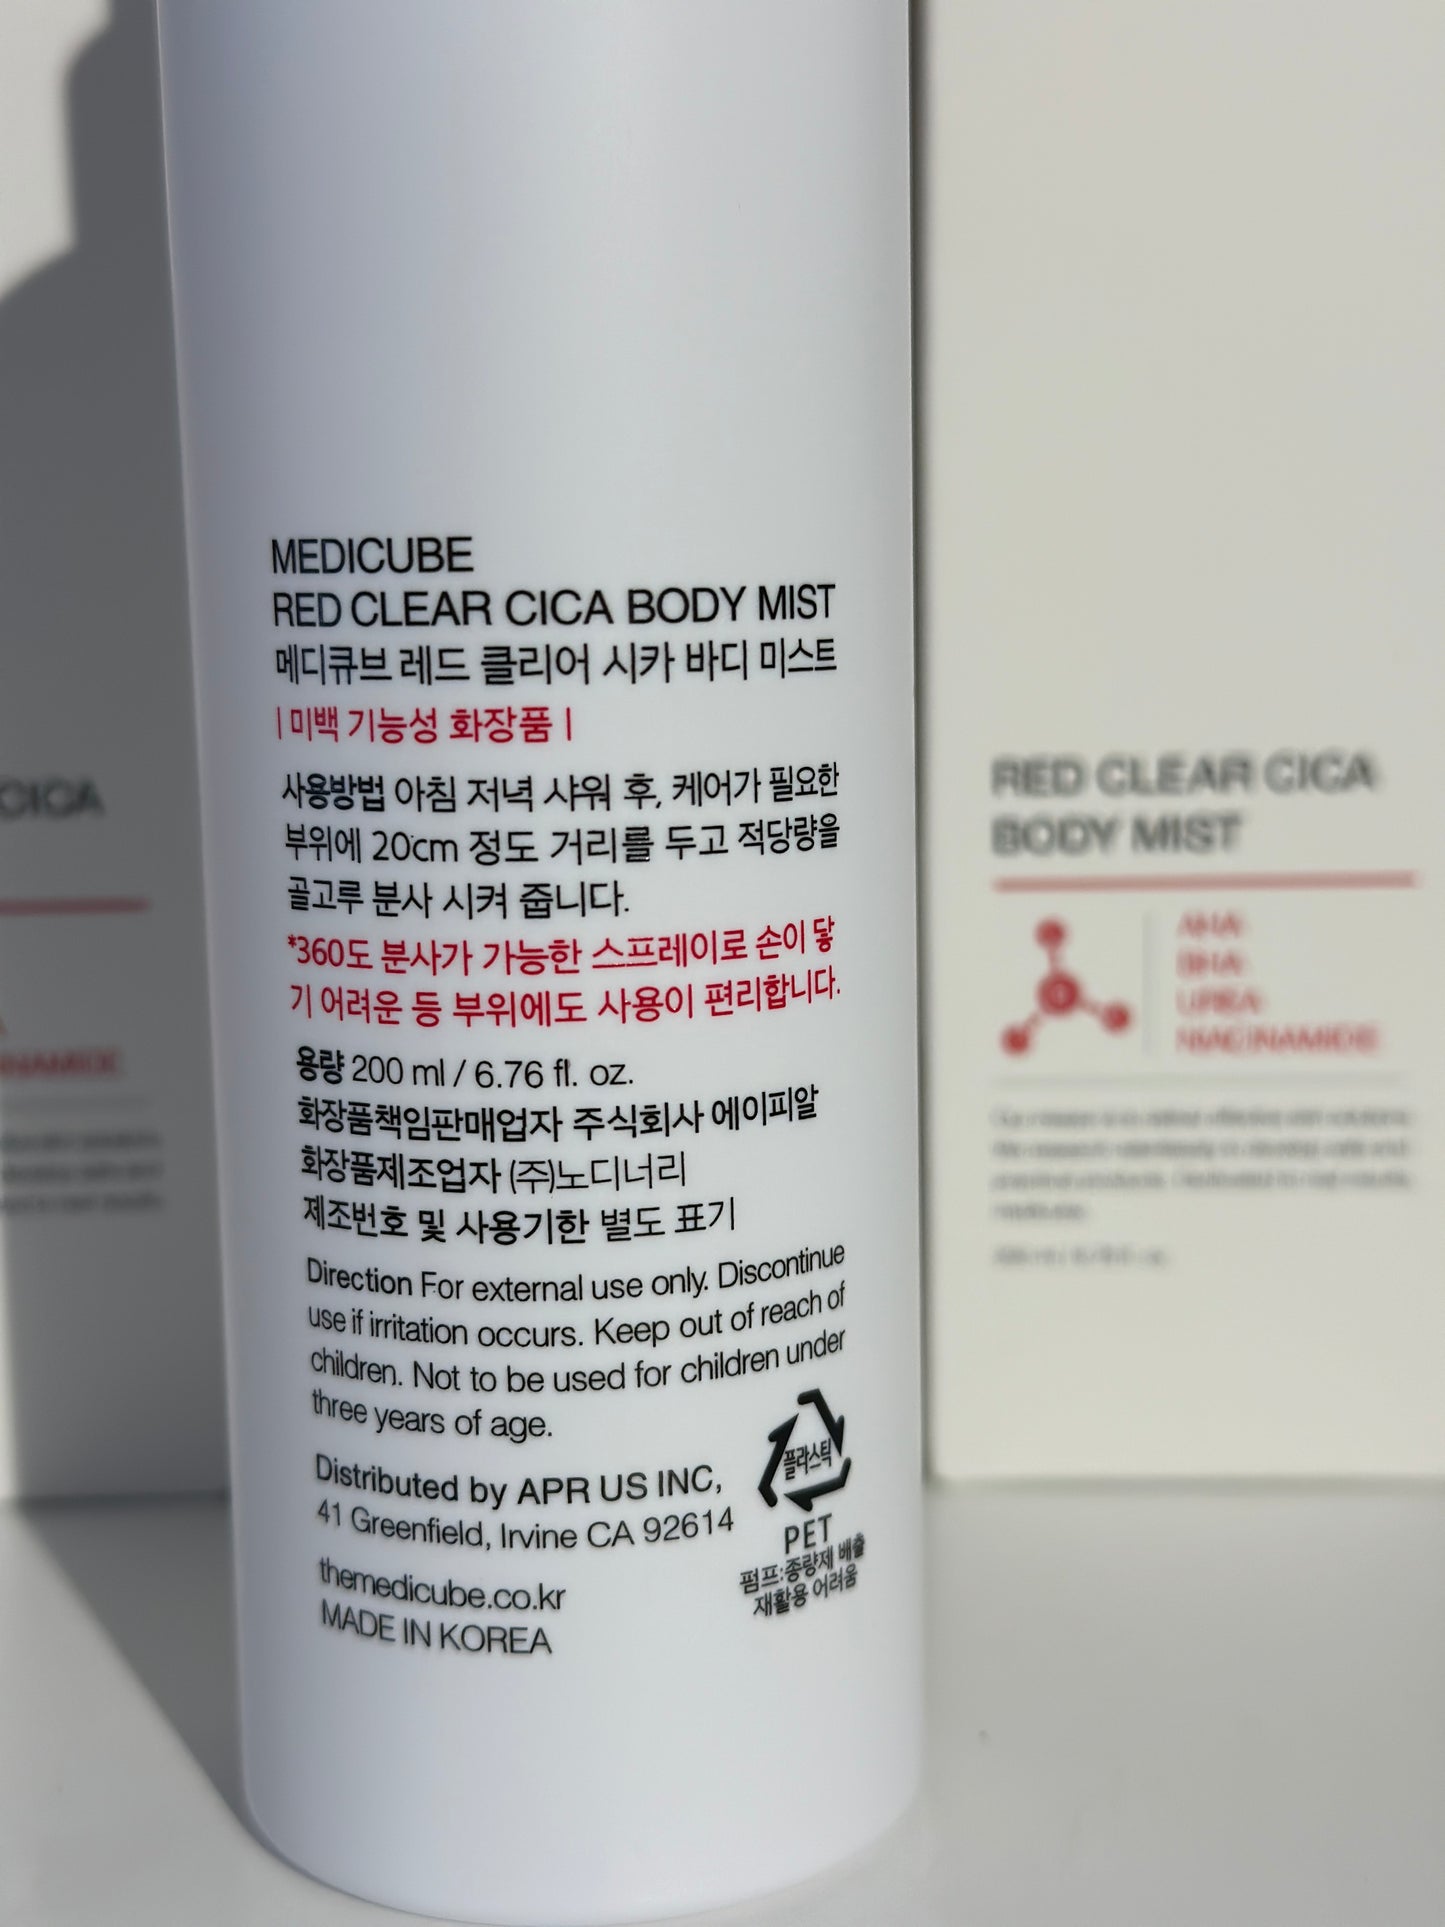 MEDICUBE
RED CLEAR CICA BODY MIST
메디큐브 레드 클리어 시카 바디 미스트
| 미백 기능성 화장품 |
사용방법 아침 저녁 샤워 후, 케어가 필요한
부위에 20cm 정도 거리를 두고 적당량을
골고루 분사 시켜 줍니다.
*360도 분사가 가능한 스프레이로 손이 닿
기 어려운 등 부위에도 사용이 편리합니다.
용량 200 ml / 6.76 fl. oz.
화장품책임판매업자 주식회사 에이피알
화장품제조업자 (주)노디너리
제조번호 및 사용기한 별도 표기
Direction For external use only. Discontinue
use if irritation occurs. Keep out of reach of
children. Not to be used for children under
three years of age.
Distributed by APR US INC,
41 Greenfield, Irvine CA 92614
themedicube.co.kr
MADE IN KOREA
플라스틱
PET
펌프:종량제 배출
재활용 어려움
RED CLEAR CICA
BODY MIST
AHA
BHA
UREA
NIACINAMIDE
CICA